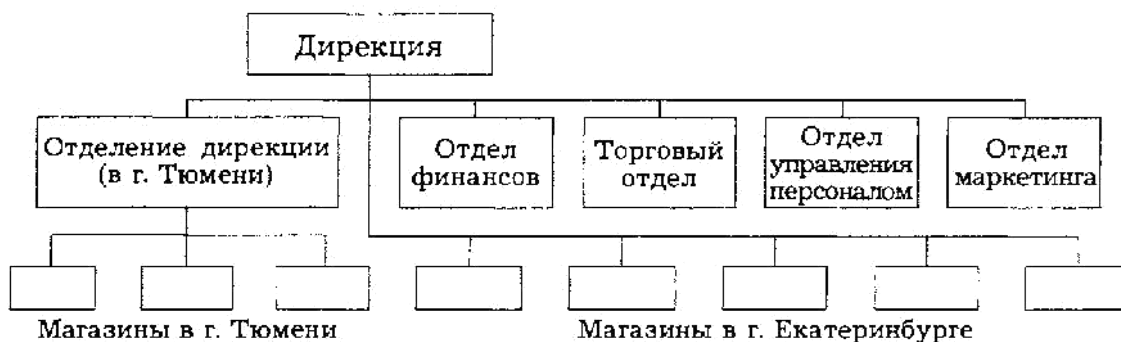 Дирекция
Отделение дирекции
(в г. Тюмени)
Отдел
финансов
Торговый
отдел
Отдел
управления
персоналом
Отдел
маркетинга
Магазины в г. Тюмени
Магазины в г. Екатеринбурге